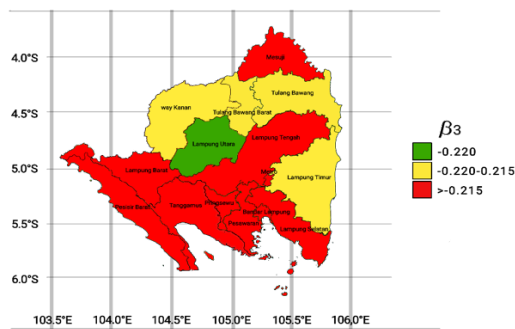 4.0°S
4.5°S
5.0°S
5.5°S
6.0°S
Mesuji
Tulang Bawang
way Kanan
Tulang Bawang Barat
Lampung Utara
Lampung Tengah
Lampung Barat
Metro
Lampung Timur
Pesisir Barat
Tanggamus
Pringsewu
Bandar Lampung
Pesawaran
Lampung Selatan
β3
-0.220
-0.220-0.215
>-0.215
103.5°E
104.0°E
104.5°E
105.0°E
105.5°E
106.0°E